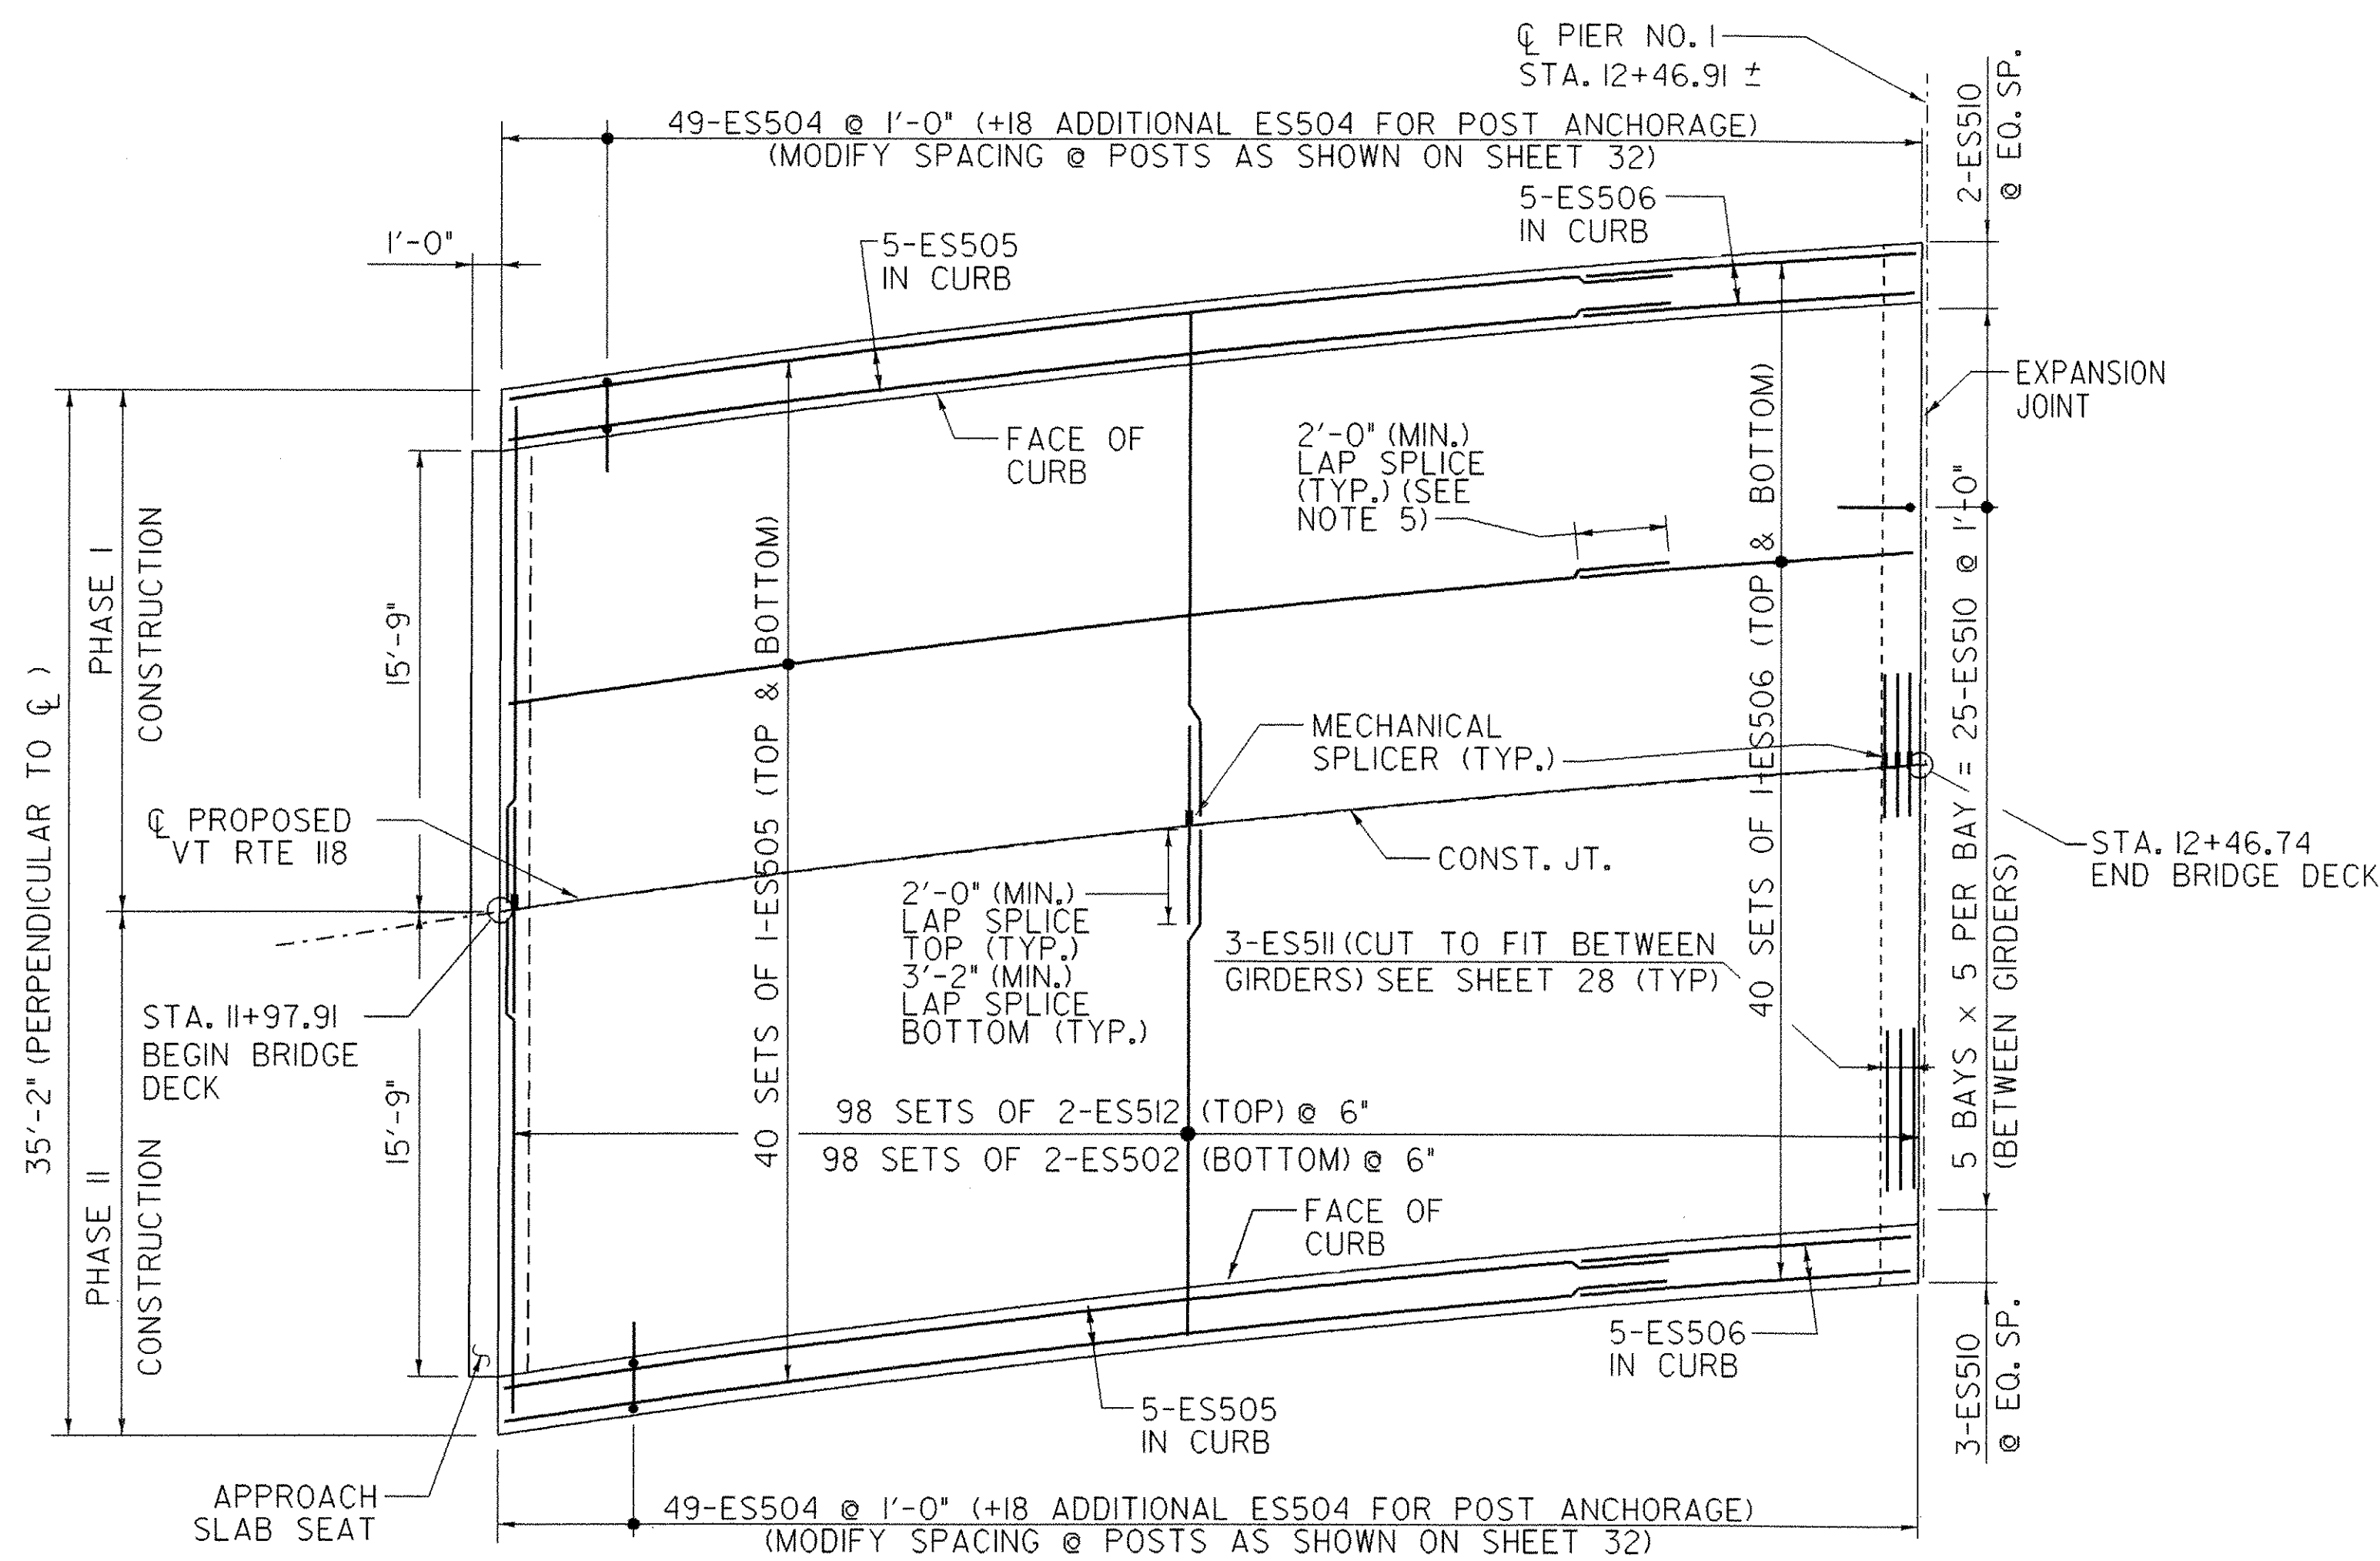 ℄ PIER NO. 1
STA. 12+46.91 ±
2-ES510
@ EQ. SP.
49-ES504 @ 1'-0" (+18 ADDITIONAL ES504 FOR POST ANCHORAGE)
(MODIFY SPACING @ POSTS AS SHOWN ON SHEET 32)
5-ES506
IN CURB
1'-0"
5-ES505
IN CURB
EXPANSION
JOINT
FACE OF
CURB
2'-0" (MIN.)
LAP SPLICE
(TYP.) (SEE
NOTE 5)
35'-2" (PERPENDICULAR TO ℄ )
PHASE I
CONSTRUCTION
15'-9"
40 SETS OF 1-ES505 (TOP & BOTTOM)
40 SETS OF 1-ES506 (TOP & BOTTOM)
5 BAYS x 5 PER BAY = 25-ES510 @ 1'-0"
(BETWEEN GIRDERS)
MECHANICAL
SPLICER (TYP.)
℄ PROPOSED
VT RTE 118
CONST. JT.
STA. 12+46.74
END BRIDGE DECK
2'-0" (MIN.)
LAP SPLICE
TOP (TYP.)
3'-2" (MIN.)
LAP SPLICE
BOTTOM (TYP.)
3-ES511 (CUT TO FIT BETWEEN
GIRDERS) SEE SHEET 28 (TYP)
STA. 11+97.91
BEGIN BRIDGE
DECK
PHASE II
CONSTRUCTION
15'-9"
98 SETS OF 2-ES512 (TOP) @ 6"
98 SETS OF 2-ES502 (BOTTOM) @ 6"
FACE OF
CURB
5-ES506
IN CURB
3-ES510
@ EQ. SP.
5-ES505
IN CURB
APPROACH
SLAB SEAT
49-ES504 @ 1'-0" (+18 ADDITIONAL ES504 FOR POST ANCHORAGE)
(MODIFY SPACING @ POSTS AS SHOWN ON SHEET 32)